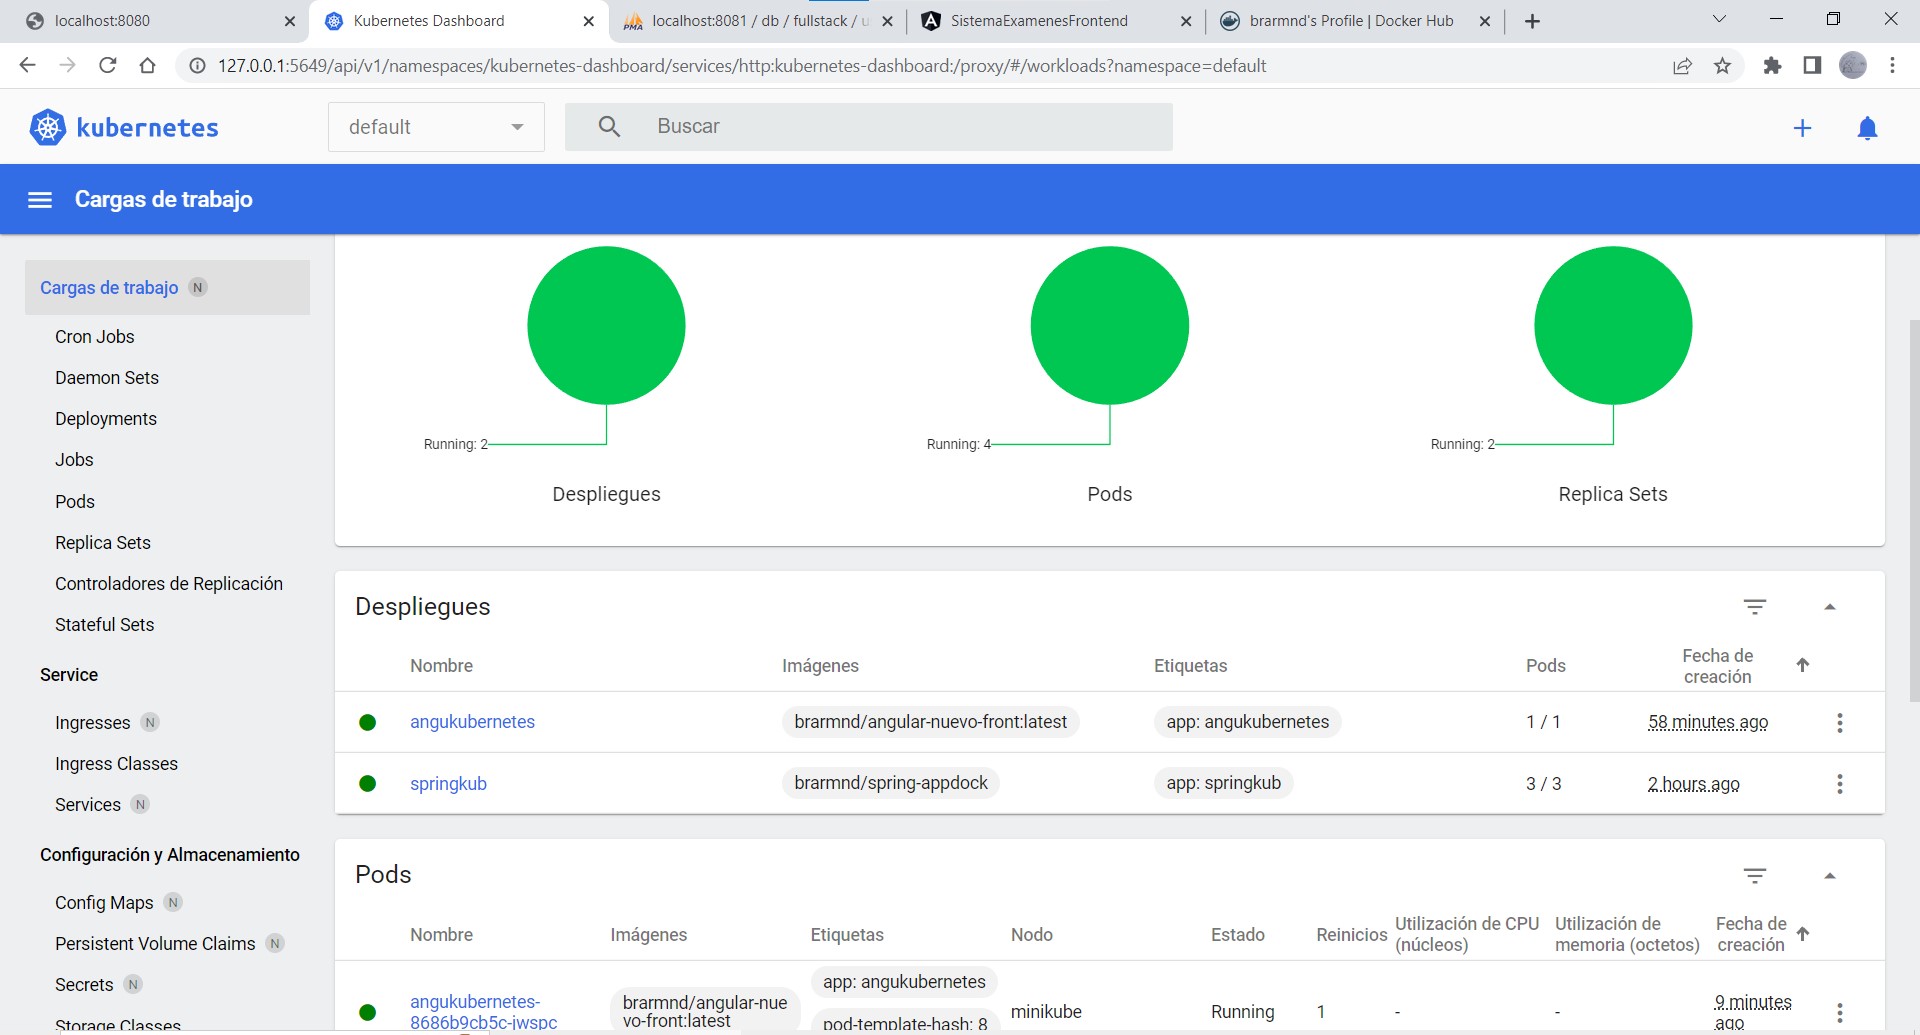 localhost:8080
Kubernetes Dashboard
localhost:8081 / db / fullstack / u
SistemaExamenesFrontend
brarmnd's Profile | Docker Hub
127.0.0.1:5649/api/v1/namespaces/kubernetes-dashboard/services/http:kubernetes-dashboard:/proxy/#/workloads?namespace=default
kubernetes
default
Buscar
Cargas de trabajo
Cargas de trabajo N
Cron Jobs
Daemon Sets
Deployments
Jobs
Pods
Replica Sets
Controladores de Replicación
Stateful Sets
Service
Ingresses N
Ingress Classes
Services N
Configuración y Almacenamiento
Config Maps N
Persistent Volume Claims N
Secrets N
Storage Classes
Running: 2
Despliegues
Running: 4
Pods
Running: 2
Replica Sets
Despliegues
Nombre Imágenes Etiquetas Pods Fecha de creación
angukubernetes brarmnd/angular-nuevo-front:latest app: angukubernetes 1 / 1 58 minutes ago
springkub brarmnd/spring-appdock app: springkub 3 / 3 2 hours ago
Pods
Nombre Imágenes Etiquetas Nodo Estado Reinicios
Utilización de CPU
(núcleos)
Utilización de
memoria (octetos)
Fecha de
creación
angukubernetes-
8686b9cb5c-jwspc
brarmnd/angular-nue
vo-front:latest
app: angukubernetes
pod-template-hash: 8
minikube
Running
1
-
-
9 minutes
ago
PMA